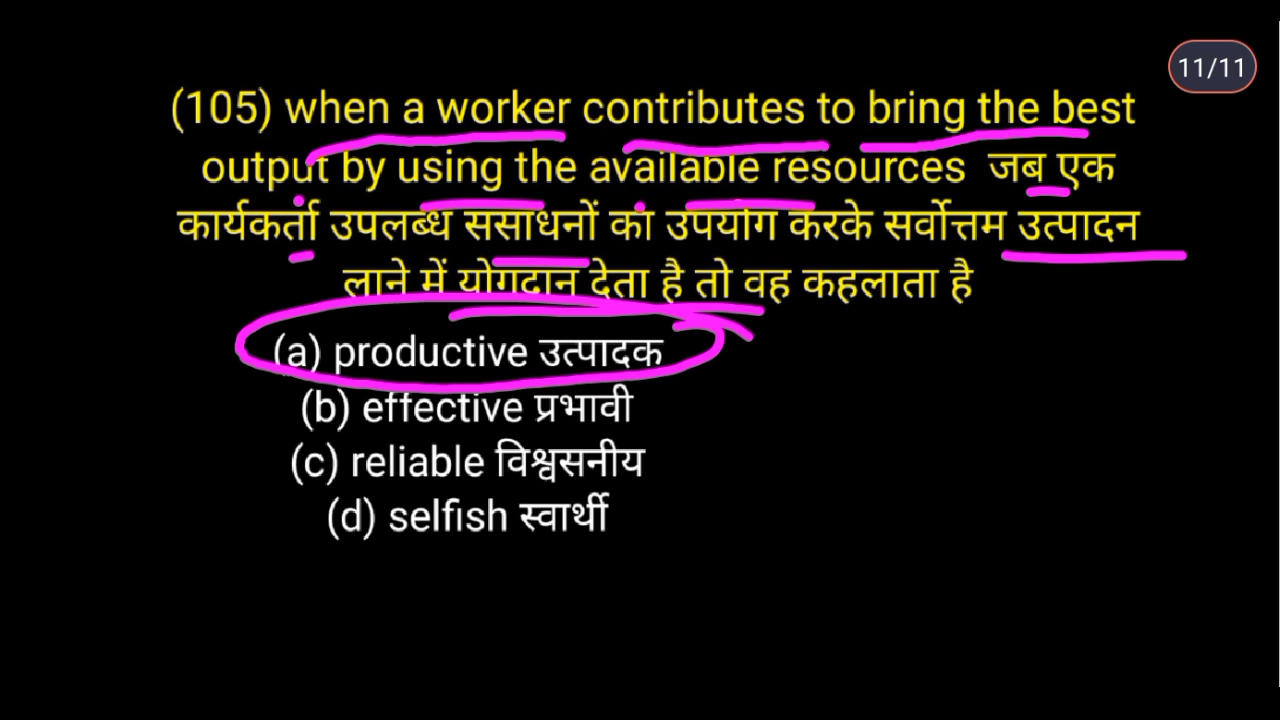 11/11
(105) when a worker contributes to bring the best
output by using the available resources जब एक
कार्यकर्ता उपलब्ध संसाधनों का उपयोग करके सर्वोत्तम उत्पादन
लाने में योगदान देता है तो वह कहलाता है
(a) productive उत्पादक
(b) effective प्रभावी
(c) reliable विश्वसनीय
(d) selfish स्वार्थी